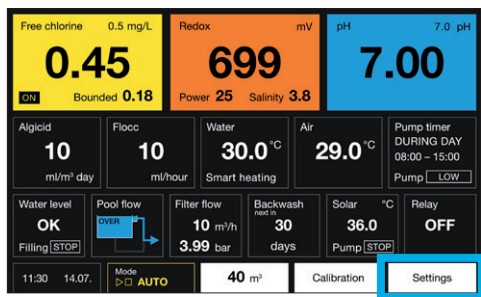 Free chlorine 0.5 mg/L
0.45
ON Bounded 0.18
Redox mV
699
Power 25 Salinity 3.8
pH 7.0 pH
7.00
Algicid
10
ml/m³ day
Flocc
10
ml/hour
Water
30.0°C
Smart heating
Air
29.0°C
Pump timer
DURING DAY
08:00 – 15:00
Pump LOW
Water level
OK
Filling STOP
Pool flow
OVER
Filter flow
10 m³/h
3.99 bar
Backwash
next in
30
days
Solar °C
36.0
Pump STOP
Relay
OFF
11:30 14.07.
Mode
AUTO
40 m³
Calibration
Settings